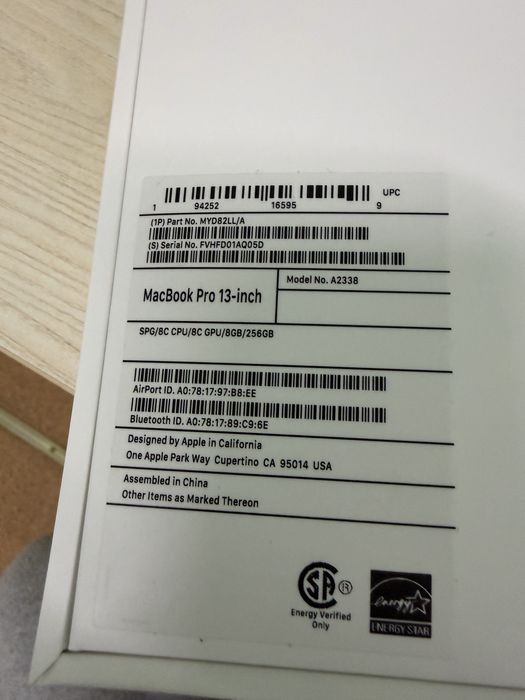 UPC
1 94252 16595 9
(1P) Part No. MYD82LL/A
(S) Serial No. FVHFD01AQ05D
MacBook Pro 13-inch
Model No. A2338
SPG/8C CPU/8C GPU/8GB/256GB
AirPort ID. A0:78:17:97:B8:EE
Bluetooth ID. A0:78:17:89:C9:6E
Designed by Apple in California
One Apple Park Way Cupertino CA 95014 USA
Assembled in China
Other Items as Marked Thereon
SA ®
Energy Verified
Only
energy
ENERGY STAR